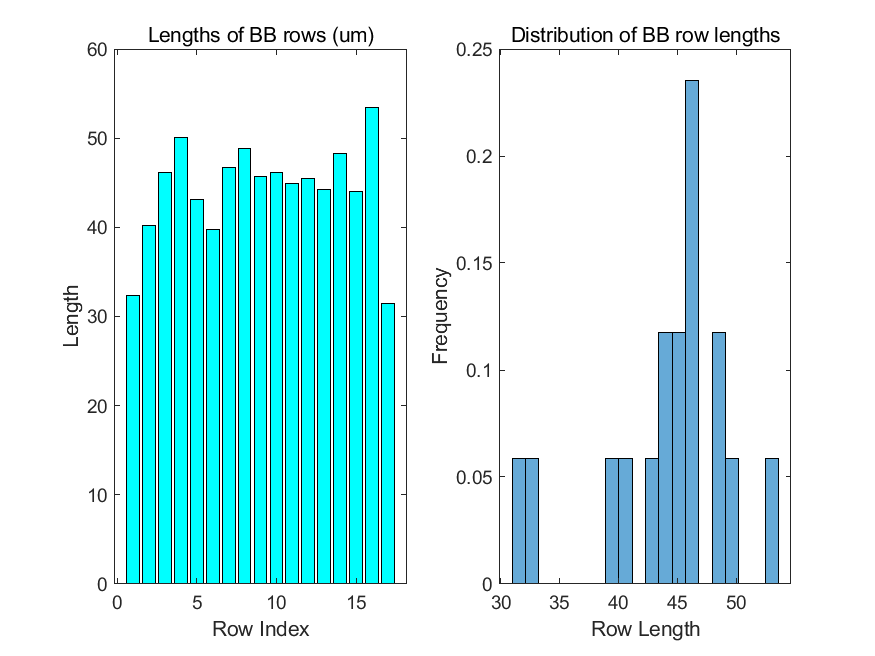 Lengths of BB rows (um)
60
50
40
30
20
10
0
Length
0 5 10 15
Row Index
Distribution of BB row lengths
0.25
0.2
0.15
0.1
0.05
0
Frequency
30 35 40 45 50
Row Length